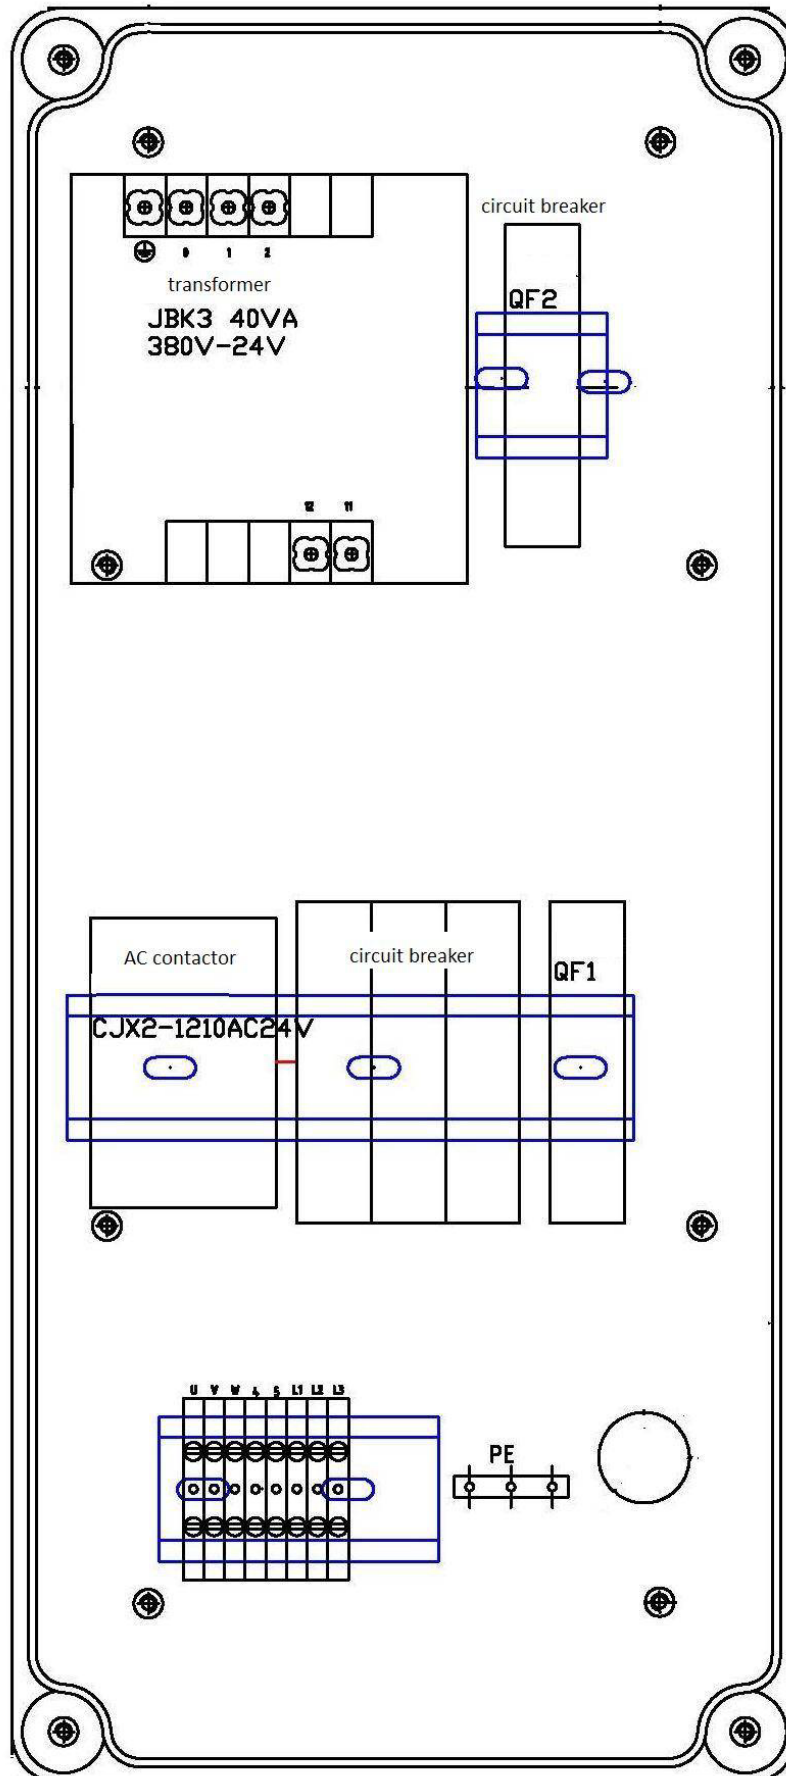 circuit breaker
0 1 2
transformer
JBK3 40VA
380V-24V
QF2
12 11
AC contactor
circuit breaker
QF1
CJX2-1210AC24V
U V W 4 5 L1 L2 L3
PE